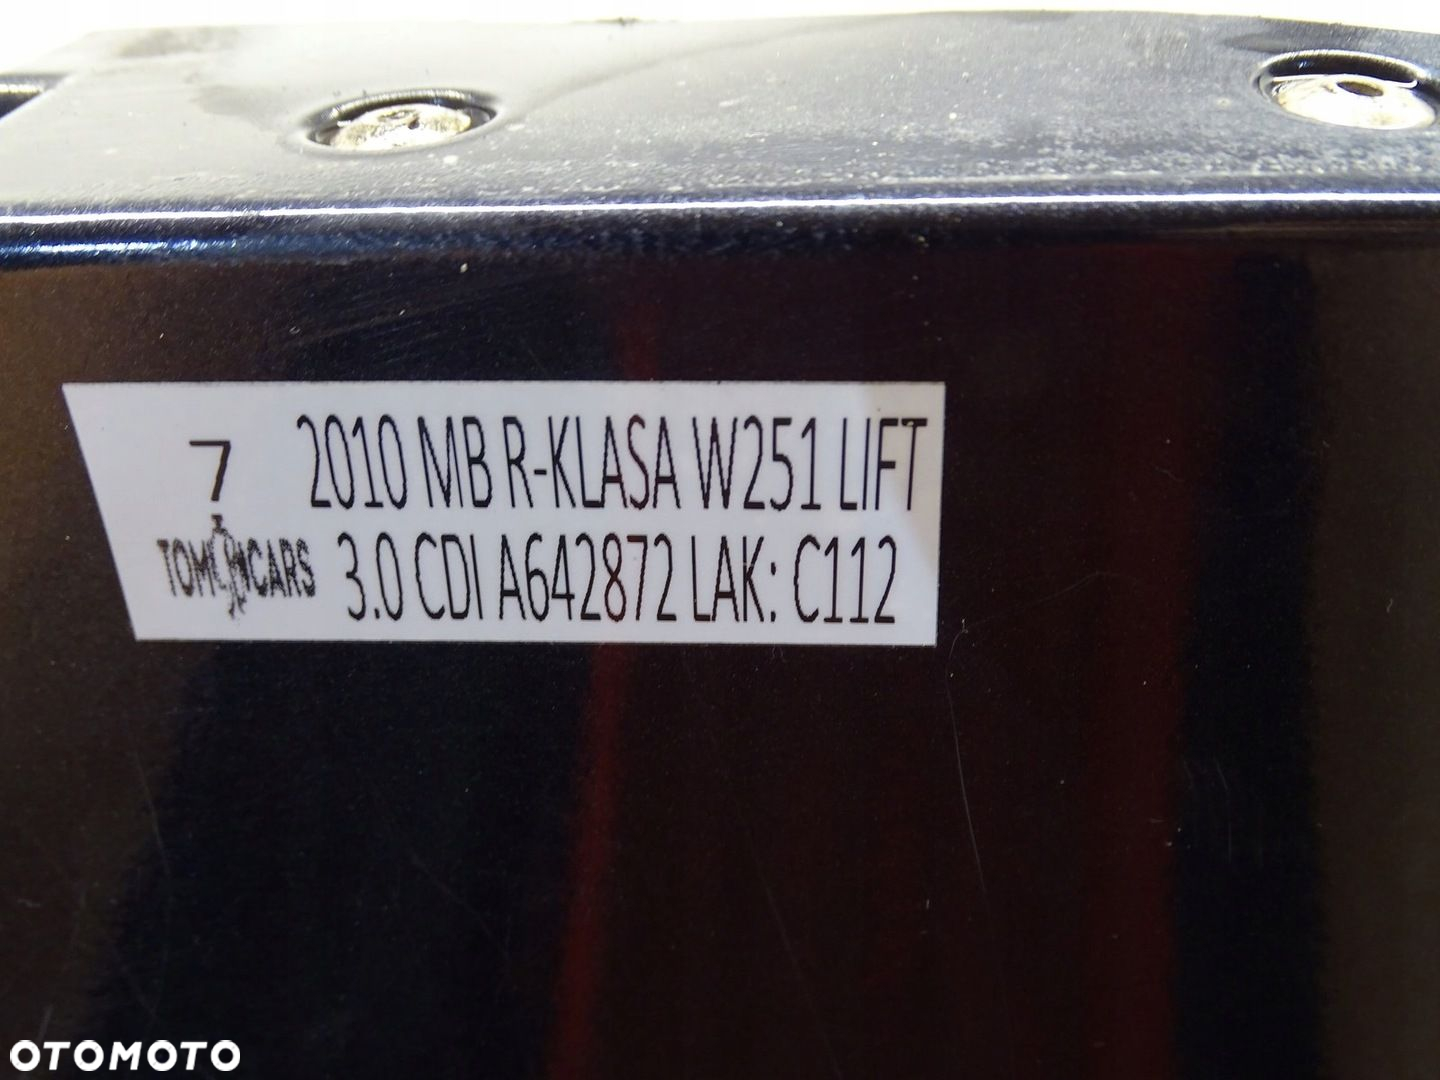 7
2010 MB R-KLASA W251 LIFT
TOM CARS
3.0 CDI A642872 LAK: C112
OTOMOTO